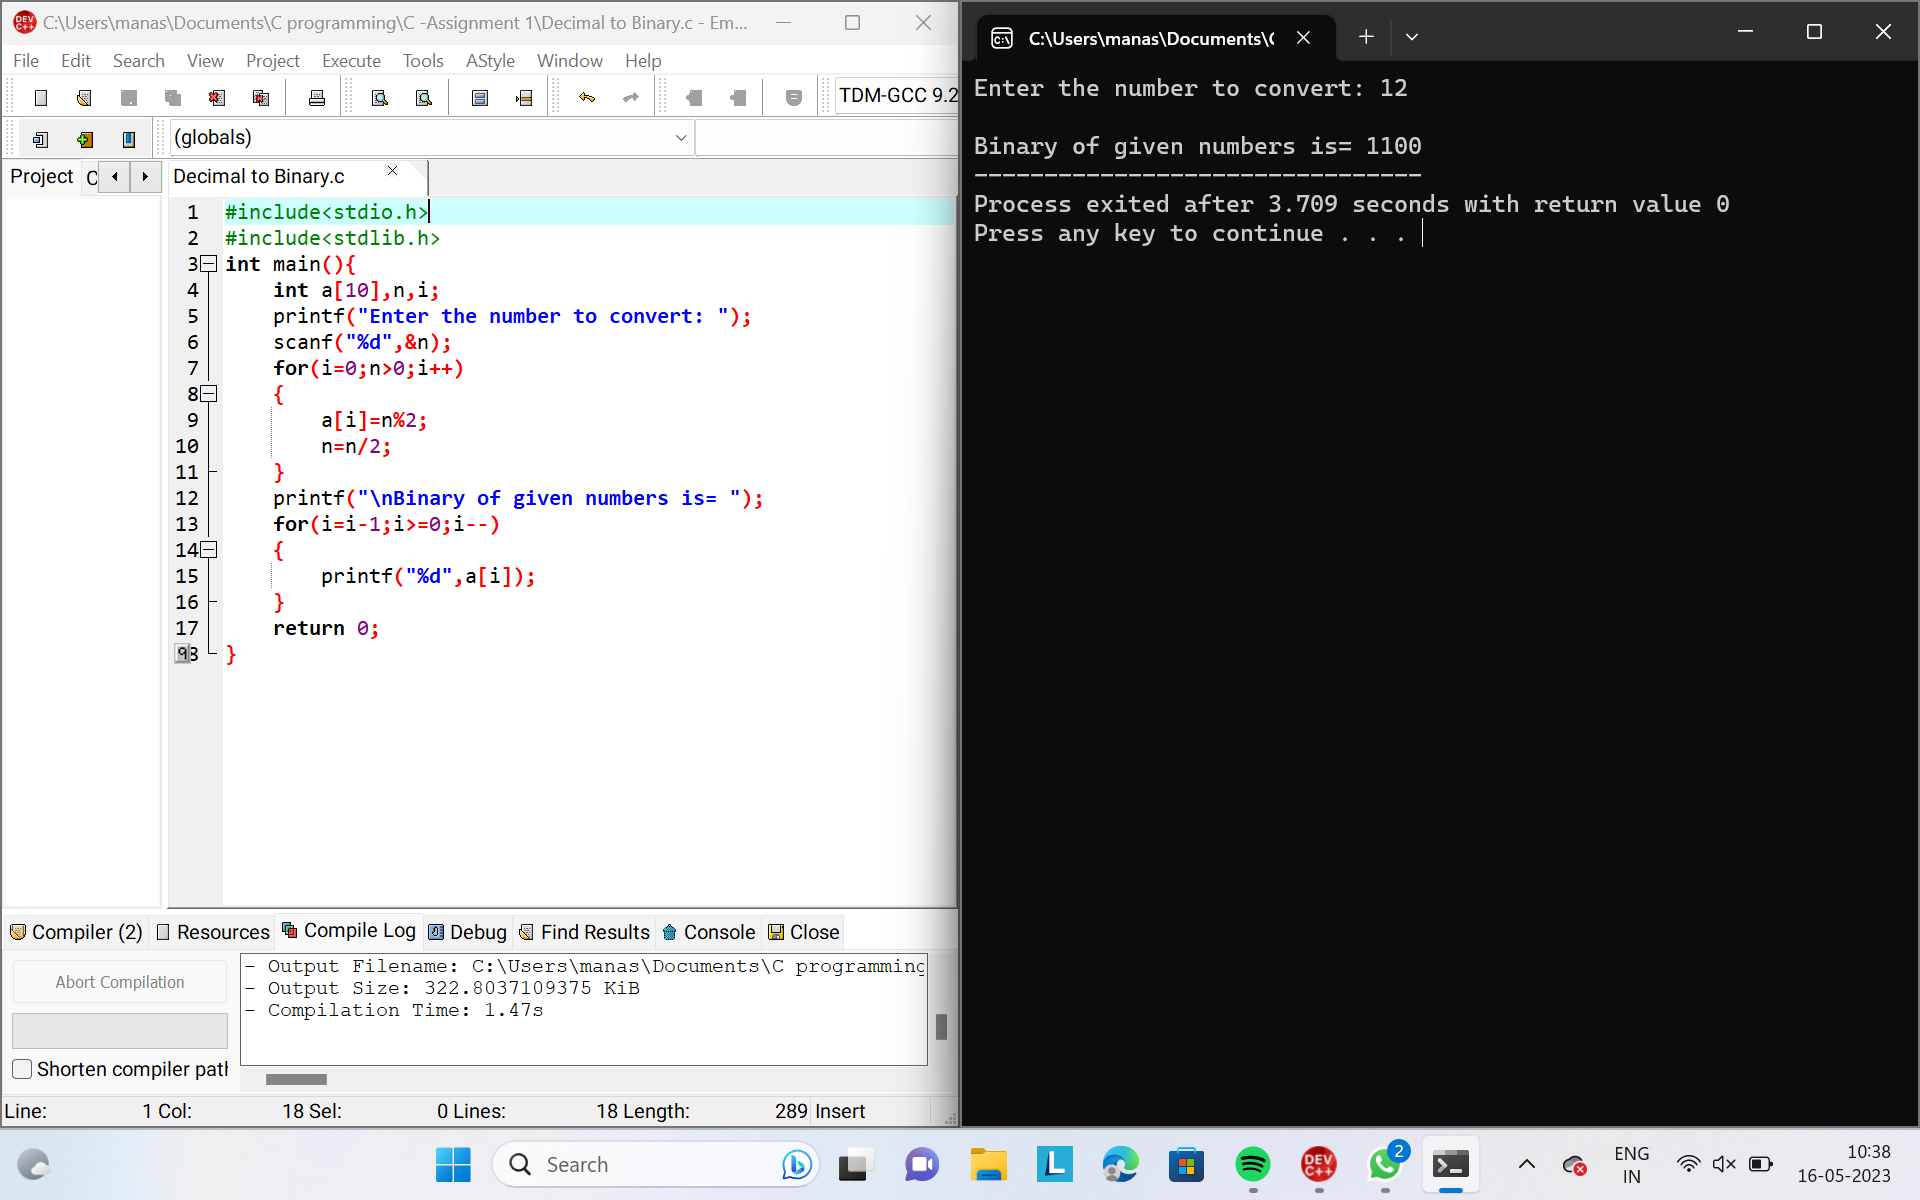 C:\Users\manas\Documents\C programming\C -Assignment 1\Decimal to Binary.c - Em...
File Edit Search View Project Execute Tools AStyle Window Help
TDM-GCC 9.2
(globals)
Project C
Decimal to Binary.c
1 #include<stdio.h>
2 #include<stdlib.h>
3 int main(){
4 int a[10],n,i;
5 printf("Enter the number to convert: ");
6 scanf("%d",&n);
7 for(i=0;n>0;i++)
8 {
9 a[i]=n%2;
10 n=n/2;
11 }
12 printf("\nBinary of given numbers is= ");
13 for(i=i-1;i>=0;i--)
14 {
15 printf("%d",a[i]);
16 }
17 return 0;
18 }
Compiler (2) Resources Compile Log Debug Find Results Console Close
Abort Compilation
Shorten compiler path
- Output Filename: C:\Users\manas\Documents\C programming
- Output Size: 322.8037109375 KiB
- Compilation Time: 1.47s
Line: 1 Col: 18 Sel: 0 Lines: 18 Length: 289 Insert
C:\Users\manas\Documents\C
Enter the number to convert: 12
Binary of given numbers is= 1100
--------------------------------
Process exited after 3.709 seconds with return value 0
Press any key to continue . . .
Search
L
DEV C++
2
ENG
IN
10:38
16-05-2023